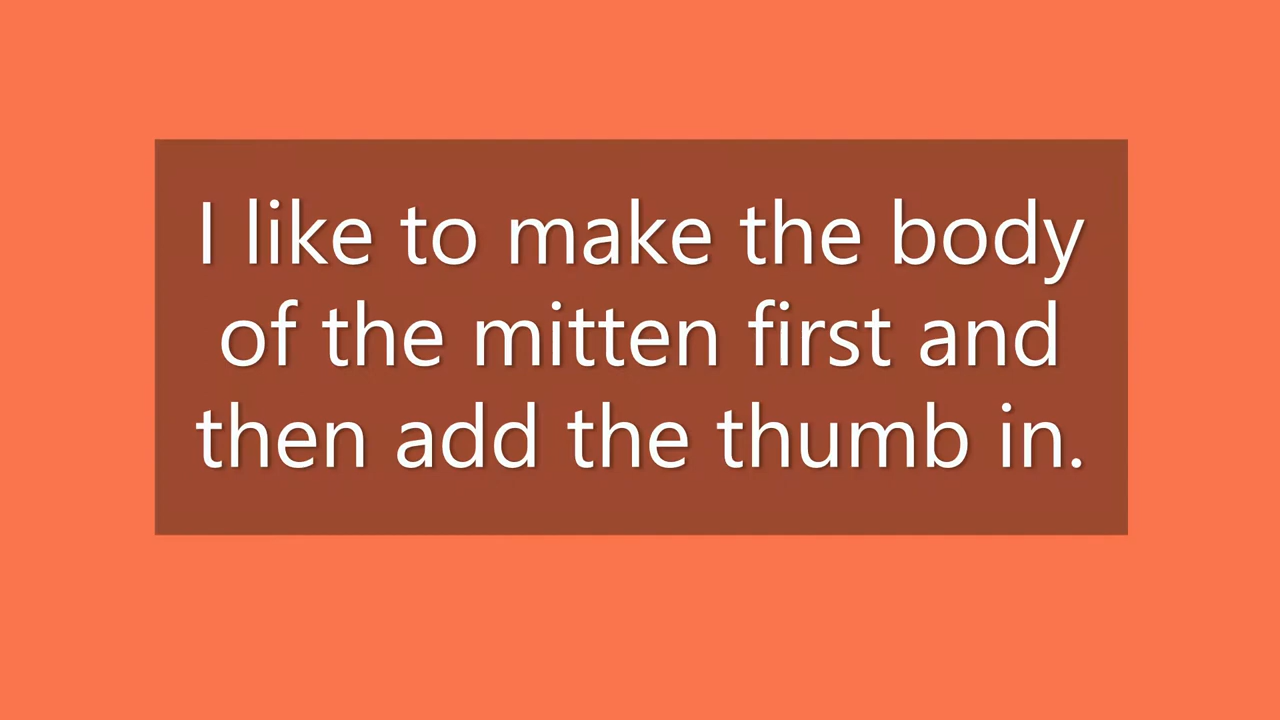 I like to make the body
of the mitten first and
then add the thumb in.